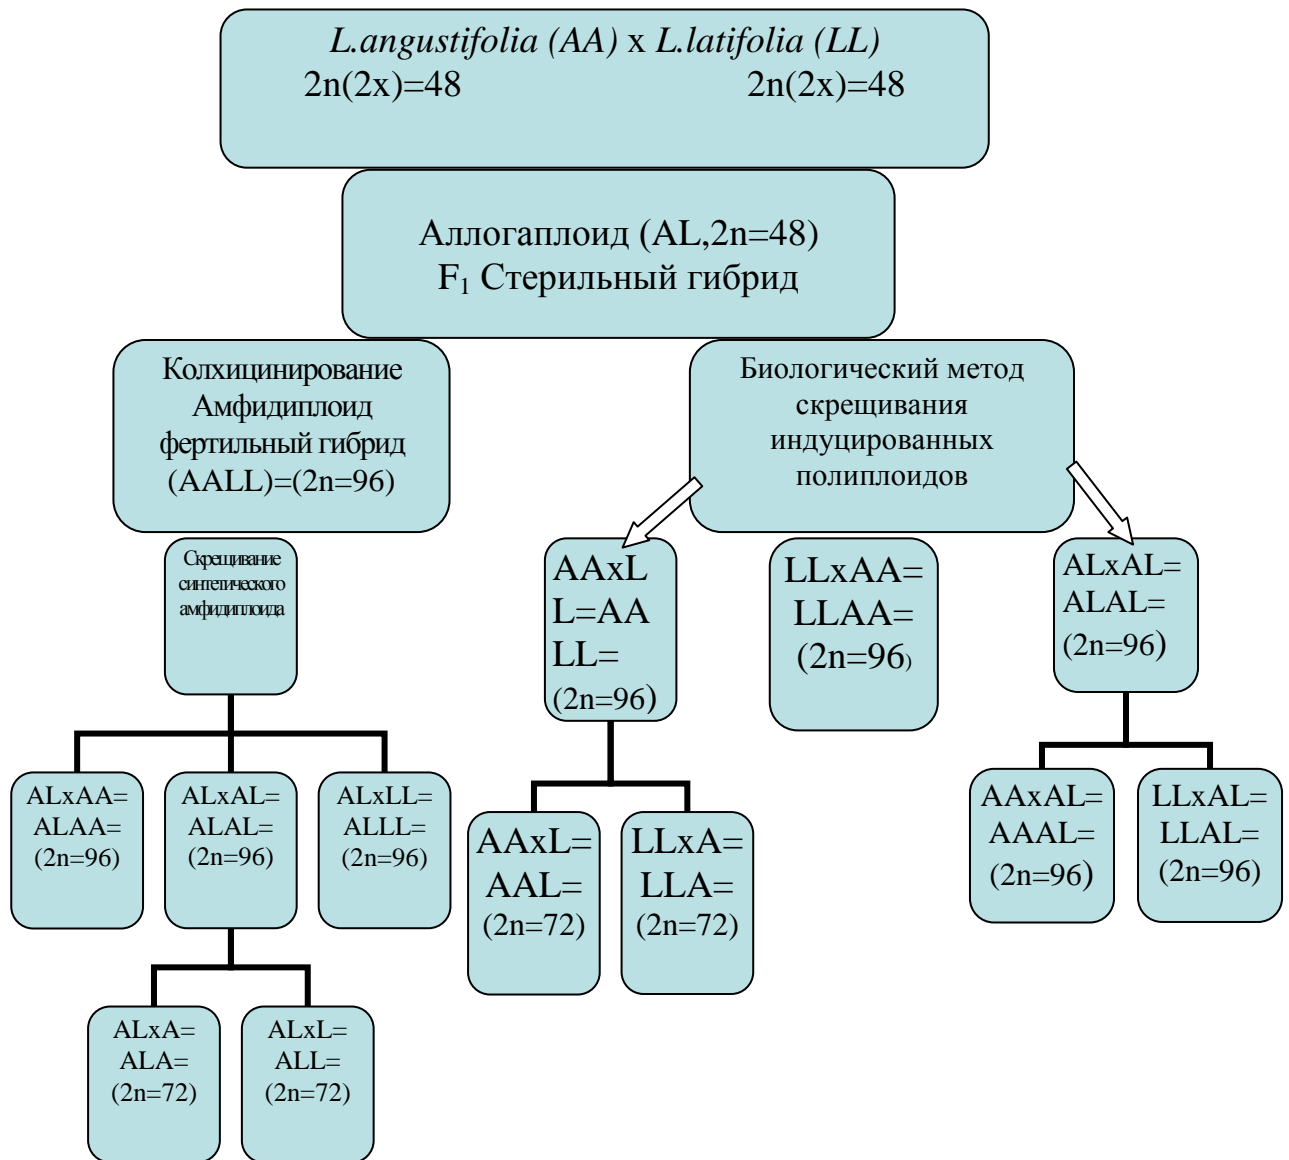 L.angustifolia (AA) x L.latifolia (LL)
2n(2x)=48 2n(2x)=48
Аллогаплоид (AL,2n=48)
F₁ Стерильный гибрид
Колхицинирование
Амфидиплоид
фертильный гибрид
(AALL)=(2n=96)
Биологический метод
скрещивания
индуцированных
полиплоидов
Скрещивание
синтетического
амфидиплоида
AAxL
L=AA
LL=
(2n=96)
LLxAA=
LLAA=
(2n=96)
ALxAL=
ALAL=
(2n=96)
ALxAA=
ALAA=
(2n=96)
ALxAL=
ALAL=
(2n=96)
ALxLL=
ALLL=
(2n=96)
AAxL=
AAL=
(2n=72)
LLxA=
LLA=
(2n=72)
AAxAL=
AAAL=
(2n=96)
LLxAL=
LLAL=
(2n=96)
ALxA=
ALA=
(2n=72)
ALxL=
ALL=
(2n=72)